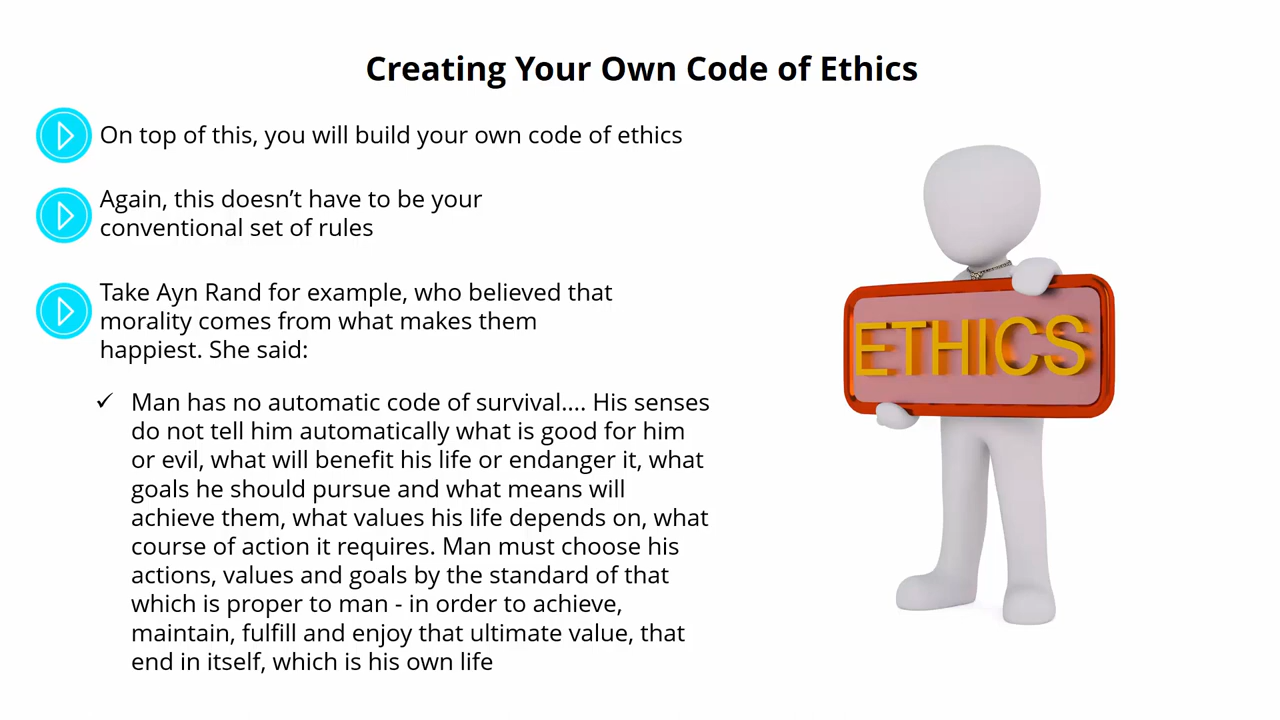 Creating Your Own Code of Ethics
On top of this, you will build your own code of ethics
Again, this doesn’t have to be your
conventional set of rules
Take Ayn Rand for example, who believed that
morality comes from what makes them
happiest. She said:
✓ Man has no automatic code of survival.... His senses
do not tell him automatically what is good for him
or evil, what will benefit his life or endanger it, what
goals he should pursue and what means will
achieve them, what values his life depends on, what
course of action it requires. Man must choose his
actions, values and goals by the standard of that
which is proper to man - in order to achieve,
maintain, fulfill and enjoy that ultimate value, that
end in itself, which is his own life
ETHICS